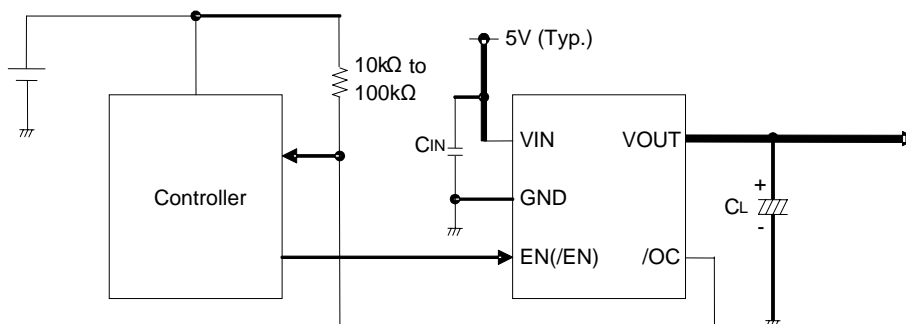 5V (Typ.)
10kΩ to
100kΩ
CIN
VIN
VOUT
Controller
GND
+
CL
-
EN(/EN)
/OC